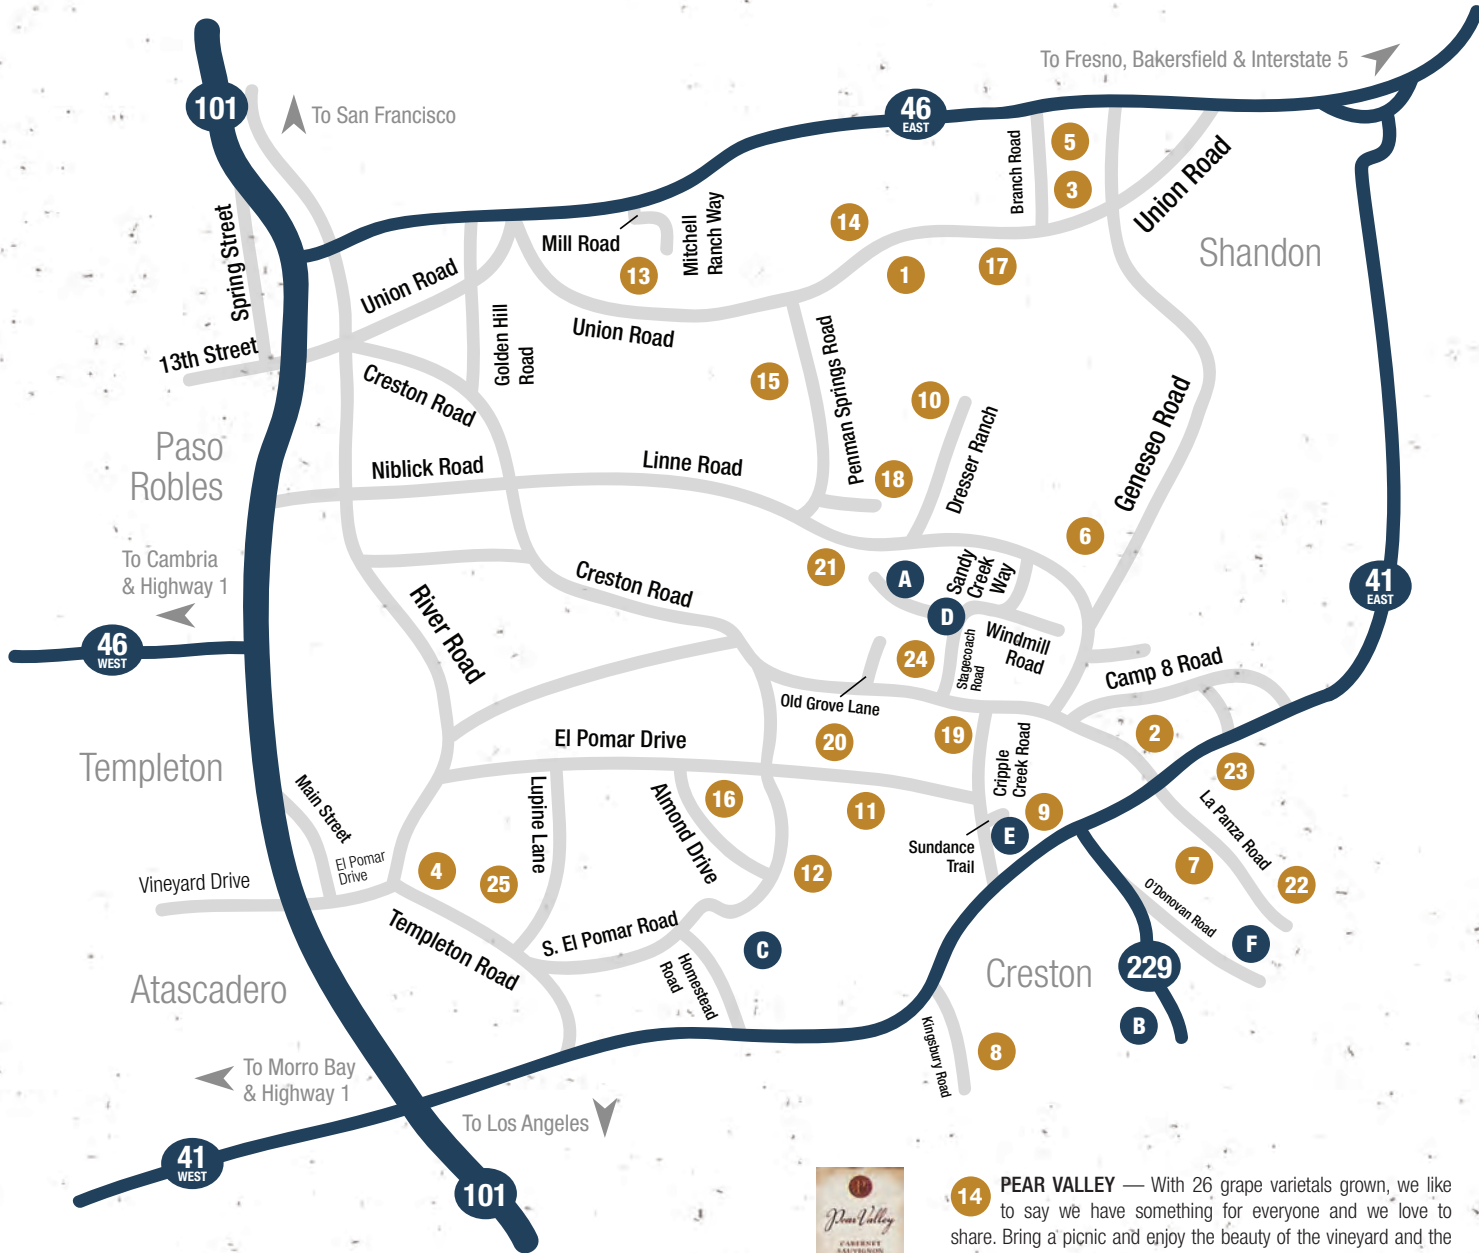 To Fresno, Bakersfield & Interstate 5
101
To San Francisco
46
EAST
5
3
Branch Road
Union Road
Shandon
14
1
17
Mill Road
Mitchell
Ranch Way
13
Spring Street
Union Road
13th Street
Golden Hill
Road
Union Road
Creston Road
15
Penman Springs Road
10
Dresser Ranch
Geneseo Road
Paso
Robles
Niblick Road
Linne Road
18
6
To Cambria
& Highway 1
46
WEST
21
A
Sandy
Creek
Way
D
Windmill
Road
41
EAST
Creston Road
River Road
24
Stagecoach
Road
Old Grove Lane
Camp 8 Road
Templeton
El Pomar Drive
20
19
Cripple
Creek Road
2
23
Main Street
Lupine Lane
Almond Drive
16
11
9
E
Sundance
Trail
La Panza Road
El Pomar
Drive
Vineyard Drive
4
25
12
7
22
O'Donovan Road
Templeton Road
S. El Pomar Road
C
Homestead
Road
F
Atascadero
Creston
229
B
Kingsbury Road
8
To Morro Bay
& Highway 1
To Los Angeles
41
WEST
101
Pear Valley
CABERNET
SAUVIGNON
14
PEAR VALLEY — With 26 grape varietals grown, we like
to say we have something for everyone and we love to
share. Bring a picnic and enjoy the beauty of the vineyard and the